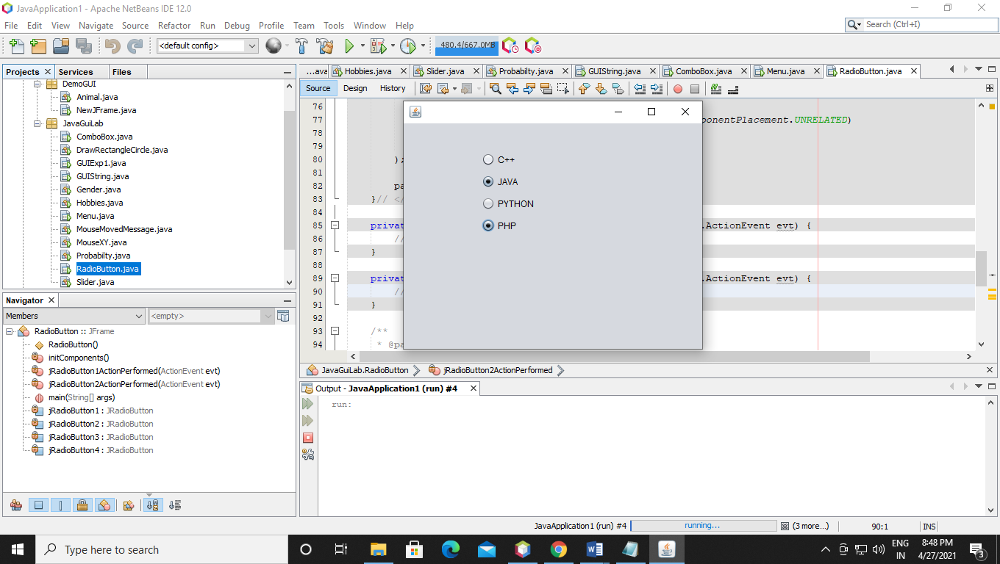 JavaApplication1 - Apache NetBeans IDE 12.0
File Edit View Navigate Source Refactor Run Debug Profile Team Tools Window Help
Search (Ctrl+I)
<default config>
480.4/667.0MB
Projects Services Files
DemoGUI
Animal.java
NewJFrame.java
JavaGuiLab
ComboBox.java
DrawRectangleCircle.java
GUIExp1.java
GUIString.java
Gender.java
Hobbies.java
Menu.java
MouseMovedMessage.java
MouseXY.java
Probabilty.java
RadioButton.java
Slider.java
Navigator
Members
<empty>
RadioButton :: JFrame
RadioButton()
initComponents()
jRadioButton1ActionPerformed(ActionEvent evt)
jRadioButton2ActionPerformed(ActionEvent evt)
main(String[] args)
jRadioButton1 : JRadioButton
jRadioButton2 : JRadioButton
jRadioButton3 : JRadioButton
jRadioButton4 : JRadioButton
...ava Hobbies.java Slider.java Probabilty.java GUIString.java ComboBox.java Menu.java RadioButton.java
Source Design History
76
77 ponentPlacement.UNRELATED)
78
79
80 );
81
82 pa
83 }// </
84
85 privat .ActionEvent evt) {
86 //
87 }
88
89 privat .ActionEvent evt) {
90 //
91 }
92
93 /**
94 * @pa
C++
JAVA
PYTHON
PHP
JavaGuiLab.RadioButton jRadioButton2ActionPerformed
Output - JavaApplication1 (run) #4
run:
JavaApplication1 (run) #4 running... (3 more...) 90:1 INS
Type here to search
ENG
IN
8:48 PM
4/27/2021
3